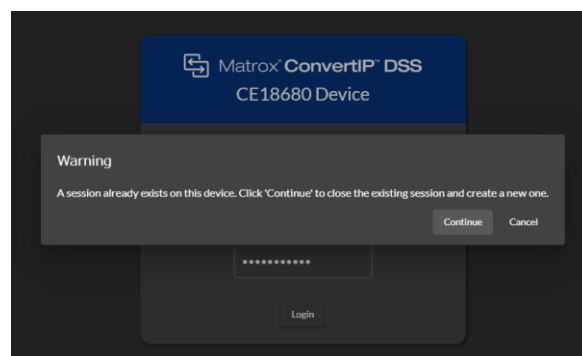 Matrox® ConvertIP™ DSS
CE18680 Device
Warning
A session already exists on this device. Click 'Continue' to close the existing session and create a new one.
Continue Cancel
Login